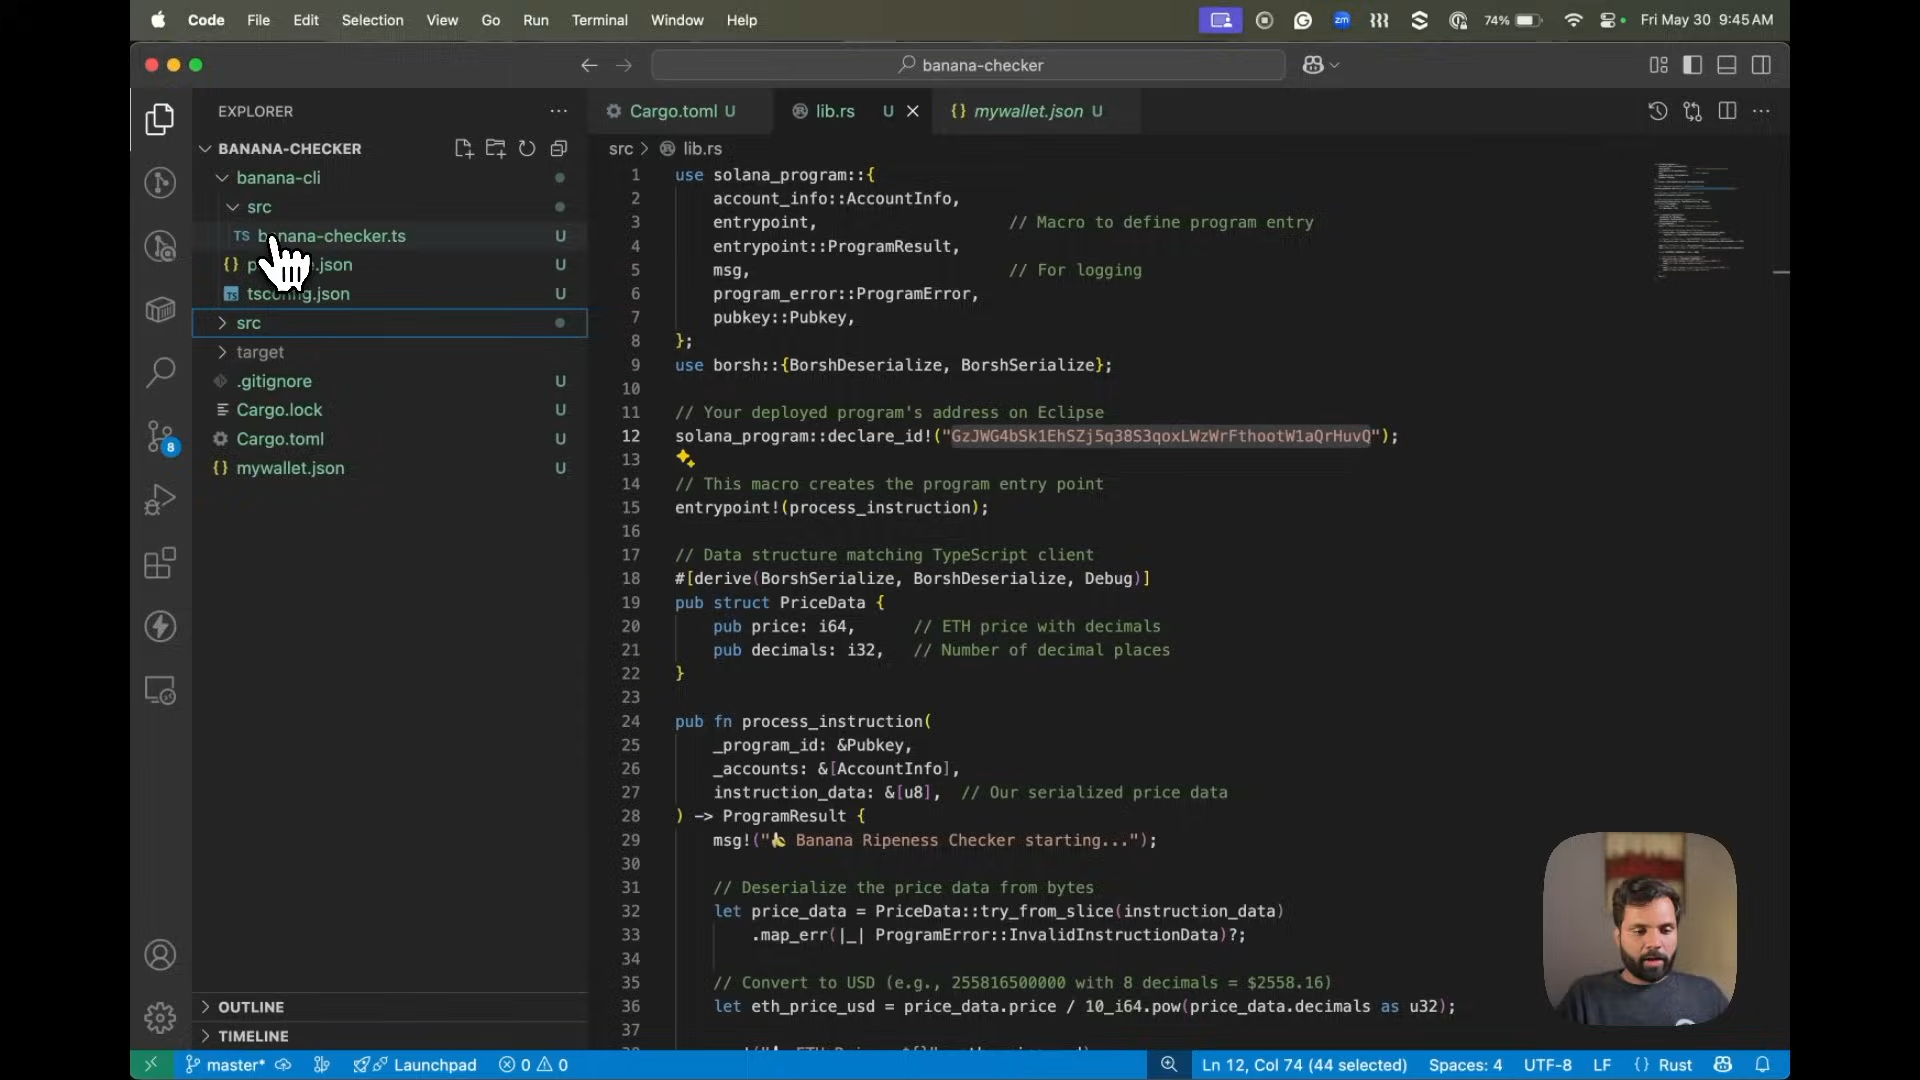 Code File Edit Selection View Go Run Terminal Window Help
zm 74% Fri May 30 9:45 AM
banana-checker
EXPLORER
Cargo.toml U
lib.rs U
{} mywallet.json U
BANANA-CHECKER
src > lib.rs
banana-cli
src
TS banana-checker.ts U
{} .json U
TS tsconfig.json U
src
target
.gitignore U
Cargo.lock U
Cargo.toml U
{} mywallet.json U
8
1 use solana_program::{
2 account_info::AccountInfo,
3 entrypoint, // Macro to define program entry
4 entrypoint::ProgramResult,
5 msg, // For logging
6 program_error::ProgramError,
7 pubkey::Pubkey,
8 };
9 use borsh::{BorshDeserialize, BorshSerialize};
10
11 // Your deployed program's address on Eclipse
12 solana_program::declare_id!("GzJWG4bSk1EhSZj5q38S3qoxLWzWrFthootW1aQrHuvQ");
13
14 // This macro creates the program entry point
15 entrypoint!(process_instruction);
16
17 // Data structure matching TypeScript client
18 #[derive(BorshSerialize, BorshDeserialize, Debug)]
19 pub struct PriceData {
20 pub price: i64, // ETH price with decimals
21 pub decimals: i32, // Number of decimal places
22 }
23
24 pub fn process_instruction(
25 _program_id: &Pubkey,
26 _accounts: &[AccountInfo],
27 instruction_data: &[u8], // Our serialized price data
28 ) -> ProgramResult {
29 msg!("🍌 Banana Ripeness Checker starting...");
30
31 // Deserialize the price data from bytes
32 let price_data = PriceData::try_from_slice(instruction_data)
33 .map_err(|_| ProgramError::InvalidInstructionData)?;
34
35 // Convert to USD (e.g., 255816500000 with 8 decimals = $2558.16)
36 let eth_price_usd = price_data.price / 10_i64.pow(price_data.decimals as u32);
37
OUTLINE
TIMELINE
master* Launchpad 0 0 Ln 12, Col 74 (44 selected) Spaces: 4 UTF-8 LF {} Rust